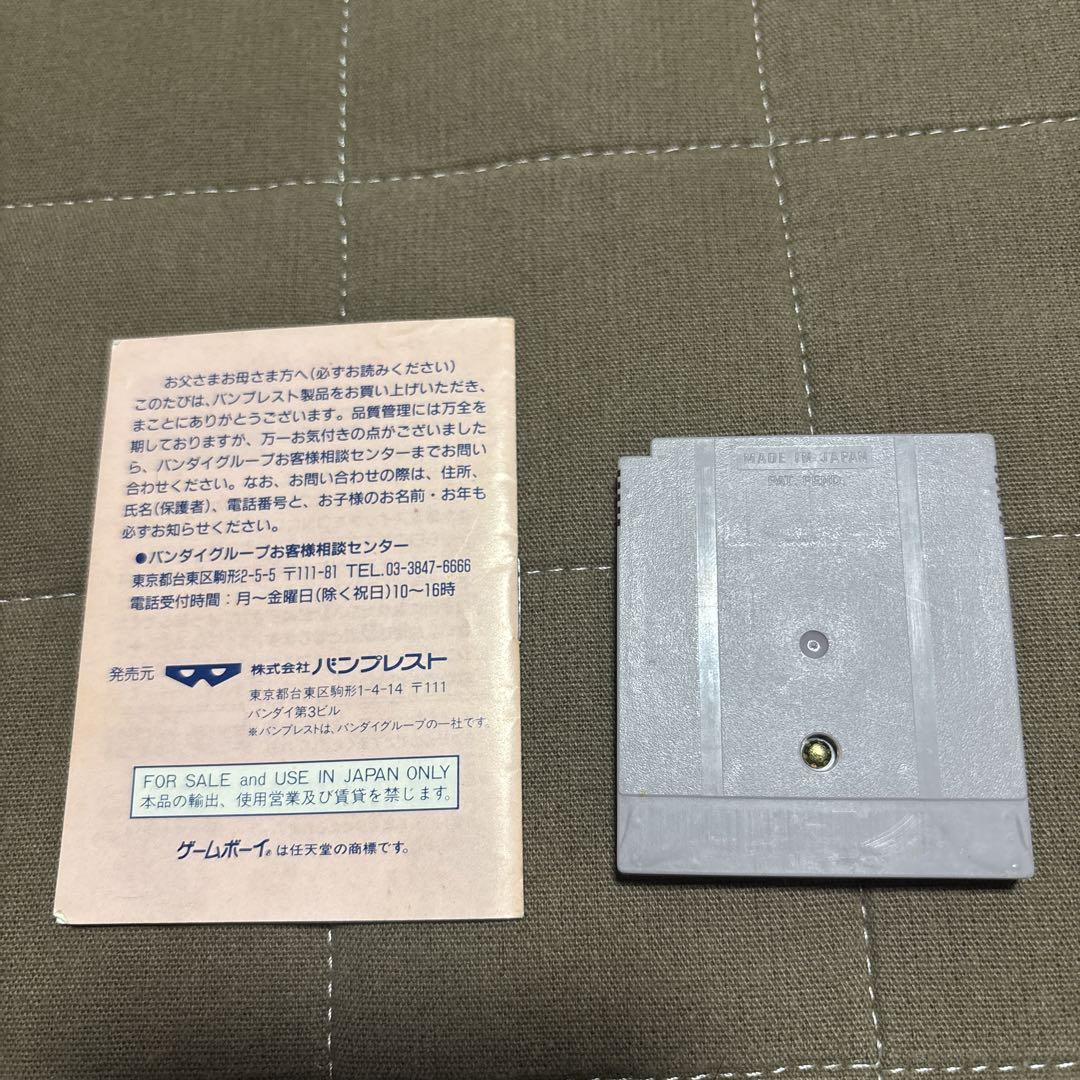 お父さまお母さま方へ(必ずお読みください)
このたびは、バンプレスト製品をお買い上げいただき、
まことにありがとうございます。品質管理には万全を
期しておりますが、万一お気付きの点がございました
ら、バンダイグループお客様相談センターまでお問い
合わせください。なお、お問い合わせの際は、住所、
氏名(保護者)、電話番号と、お子様のお名前・お年も
必ずお知らせください。
●バンダイグループお客様相談センター
東京都台東区駒形2-5-5 〒111-81 TEL.03-3847-6666
電話受付時間：月〜金曜日(除く祝日)10〜16時
発売元 株式会社バンプレスト
東京都台東区駒形1-4-14 〒111
バンダイ第3ビル
※バンプレストは、バンダイグループの一社です。
FOR SALE and USE IN JAPAN ONLY
本品の輸出、使用営業及び賃貸を禁じます。
ゲームボーイ®は任天堂の商標です。
MADE IN JAPAN
PAT. PEND.